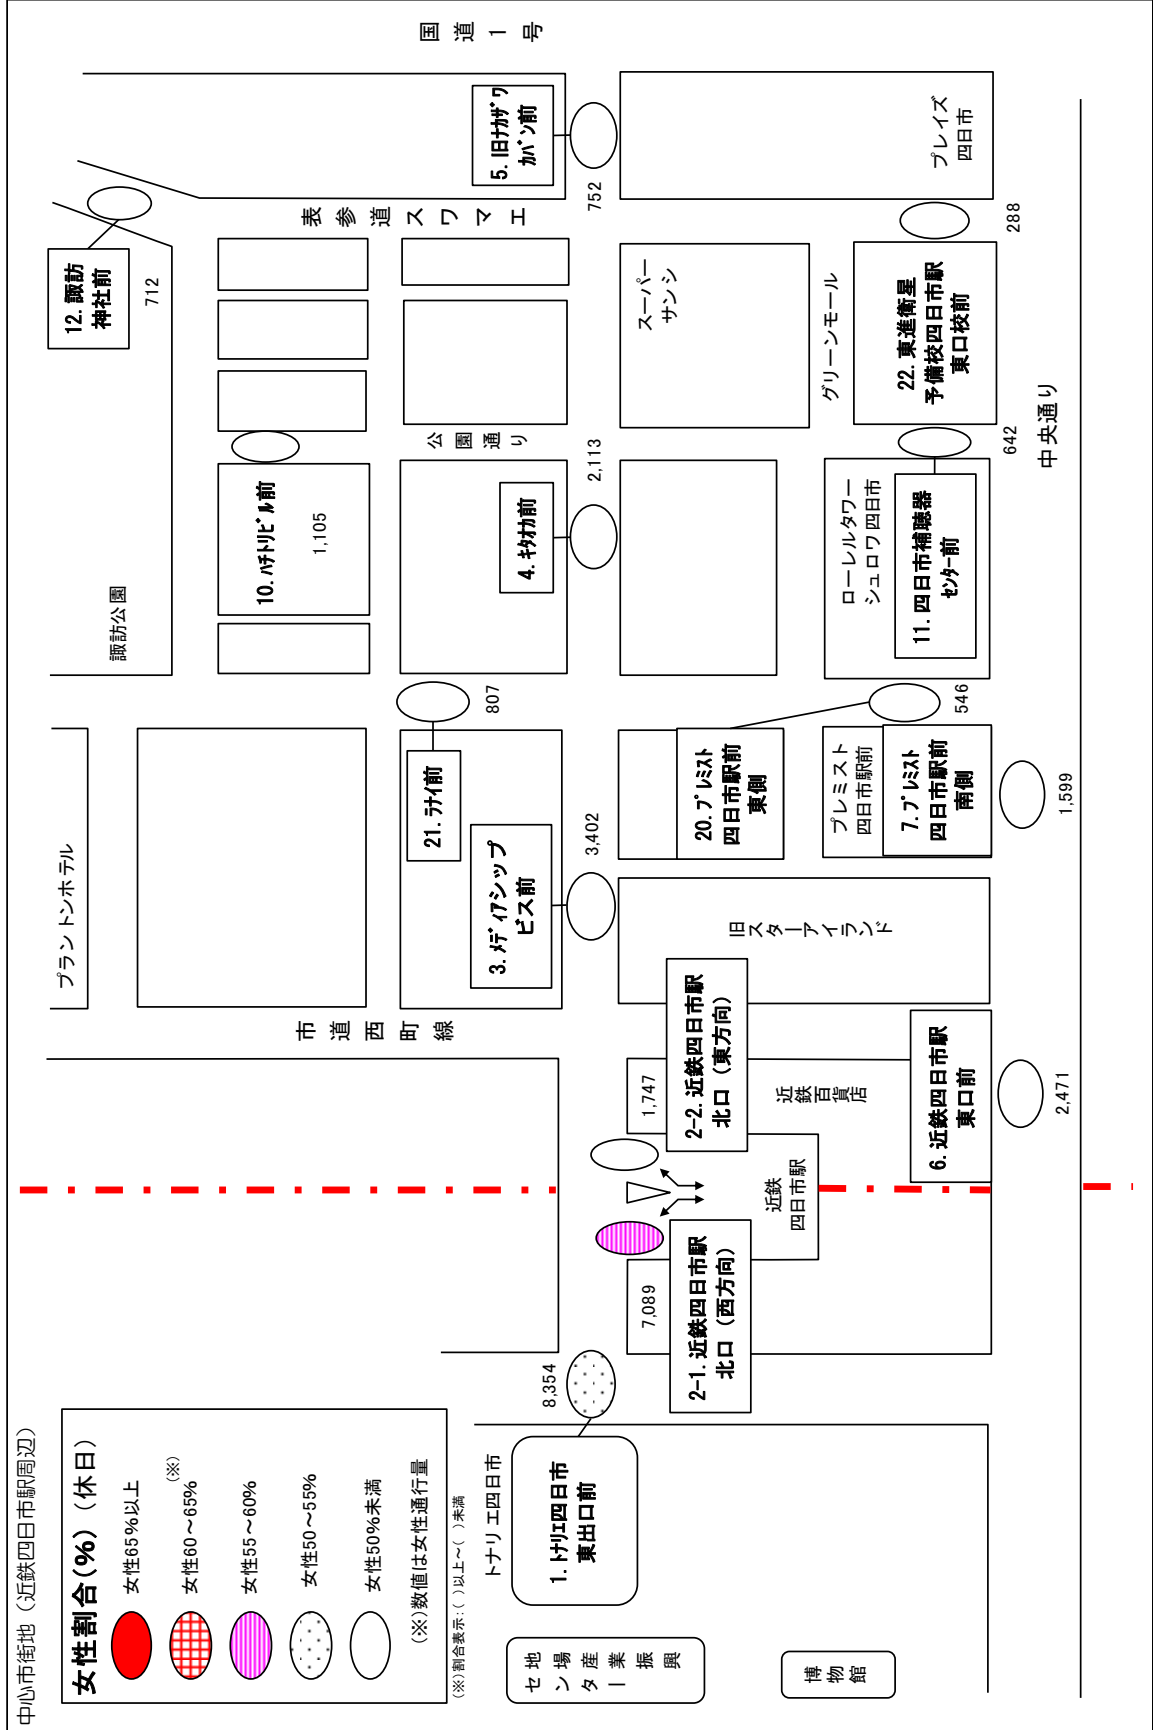 中心市街地（近鉄四日市駅周辺）
女性割合(%)（休日）
女性65%以上
女性60～65%
(※)
女性55～60%
女性50～55%
女性50%未満
(※)数値は女性通行量
(※)割合表示:( )以上～( )未満
プラントンホテル
諏訪公園
12. 諏訪
神社前
712
市道西町線
10. ﾊﾁﾄﾘﾋﾞﾙ前
1,105
表参道スワマエ
国道1号
21. ﾗﾅｲ前
807
公園通り
3. ﾒﾃﾞｨｱシップ
ビス前
3,402
4. ｷﾀｵｶ前
2,113
5. 旧ﾅｶｻﾞﾜ
ｶﾊﾞﾝ前
752
トナリエ四日市
1. ﾄﾅﾘｴ四日市
東出口前
8,354
7,089
2-1. 近鉄四日市駅
北口（西方向）
1,747
2-2. 近鉄四日市駅
北口（東方向）
近鉄
四日市駅
近鉄
百貨店
旧スターアイランド
20. ﾌﾟﾚﾐｽﾄ
四日市駅前
東側
546
スーパー
サンシ
グリーンモール
セ地
ン場
タ産
ー業
振
興
博物館
6. 近鉄四日市駅
東口前
2,471
プレミスト
四日市駅前
7. ﾌﾟﾚﾐｽﾄ
四日市駅前
南側
1,599
ローレルタワー
シュロワ四日市
11. 四日市補聴器
ｾﾝﾀｰ前
642
22. 東進衛星
予備校四日市駅
東口校前
288
プレイズ
四日市
中央通り